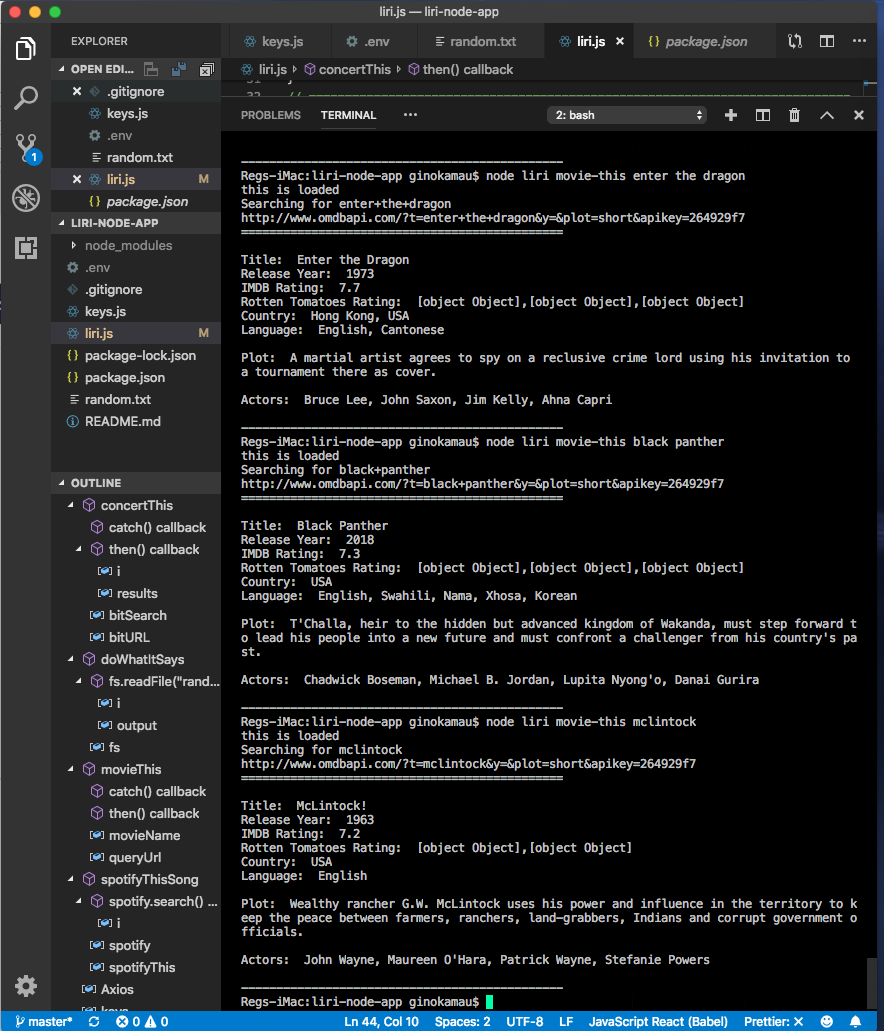 liri.js — liri-node-app
EXPLORER
keys.js
.env
random.txt
liri.js
{} package.json
OPEN EDI...
liri.js
concertThis
then() callback
.gitignore
keys.js
.env
random.txt
liri.js M
{} package.json
1
LIRI-NODE-APP
node_modules
.env
.gitignore
keys.js
liri.js M
{} package-lock.json
{} package.json
random.txt
README.md
OUTLINE
concertThis
catch() callback
then() callback
i
results
bitSearch
bitURL
doWhatItSays
fs.readFile("rand...
i
output
fs
movieThis
catch() callback
then() callback
movieName
queryUrl
spotifyThisSong
spotify.search() ...
i
spotify
spotifyThis
Axios
PROBLEMS
TERMINAL
2: bash
Regs-iMac:liri-node-app ginokamau$ node liri movie-this enter the dragon
this is loaded
Searching for enter+the+dragon
http://www.omdbapi.com/?t=enter+the+dragon&y=&plot=short&apikey=264929f7
Title: Enter the Dragon
Release Year: 1973
IMDB Rating: 7.7
Rotten Tomatoes Rating: [object Object],[object Object],[object Object]
Country: Hong Kong, USA
Language: English, Cantonese
Plot: A martial artist agrees to spy on a reclusive crime lord using his invitation to
a tournament there as cover.
Actors: Bruce Lee, John Saxon, Jim Kelly, Ahna Capri
Regs-iMac:liri-node-app ginokamau$ node liri movie-this black panther
this is loaded
Searching for black+panther
http://www.omdbapi.com/?t=black+panther&y=&plot=short&apikey=264929f7
Title: Black Panther
Release Year: 2018
IMDB Rating: 7.3
Rotten Tomatoes Rating: [object Object],[object Object],[object Object]
Country: USA
Language: English, Swahili, Nama, Xhosa, Korean
Plot: T'Challa, heir to the hidden but advanced kingdom of Wakanda, must step forward t
o lead his people into a new future and must confront a challenger from his country's pa
st.
Actors: Chadwick Boseman, Michael B. Jordan, Lupita Nyong'o, Danai Gurira
Regs-iMac:liri-node-app ginokamau$ node liri movie-this mclintock
this is loaded
Searching for mclintock
http://www.omdbapi.com/?t=mclintock&y=&plot=short&apikey=264929f7
Title: McLintock!
Release Year: 1963
IMDB Rating: 7.2
Rotten Tomatoes Rating: [object Object],[object Object]
Country: USA
Language: English
Plot: Wealthy rancher G.W. McLintock uses his power and influence in the territory to k
eep the peace between farmers, ranchers, land-grabbers, Indians and corrupt government o
fficials.
Actors: John Wayne, Maureen O'Hara, Patrick Wayne, Stefanie Powers
Regs-iMac:liri-node-app ginokamau$
master* 0 0 Ln 44, Col 10 Spaces: 2 UTF-8 LF JavaScript React (Babel) Prettier: ✕